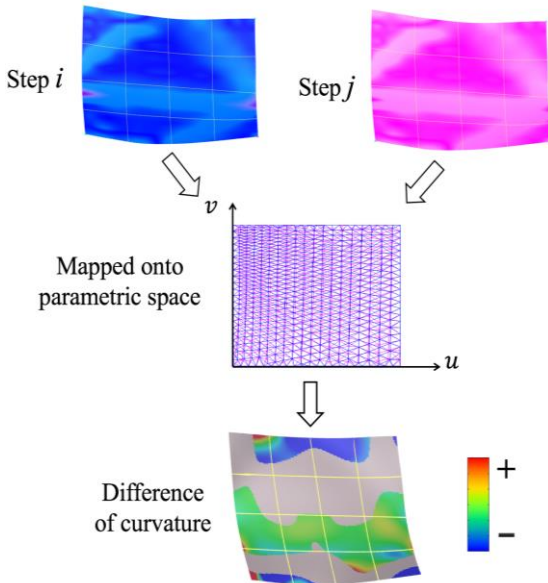 Step i
Step j
v
Mapped onto
parametric space
u
Difference
of curvature
+
−